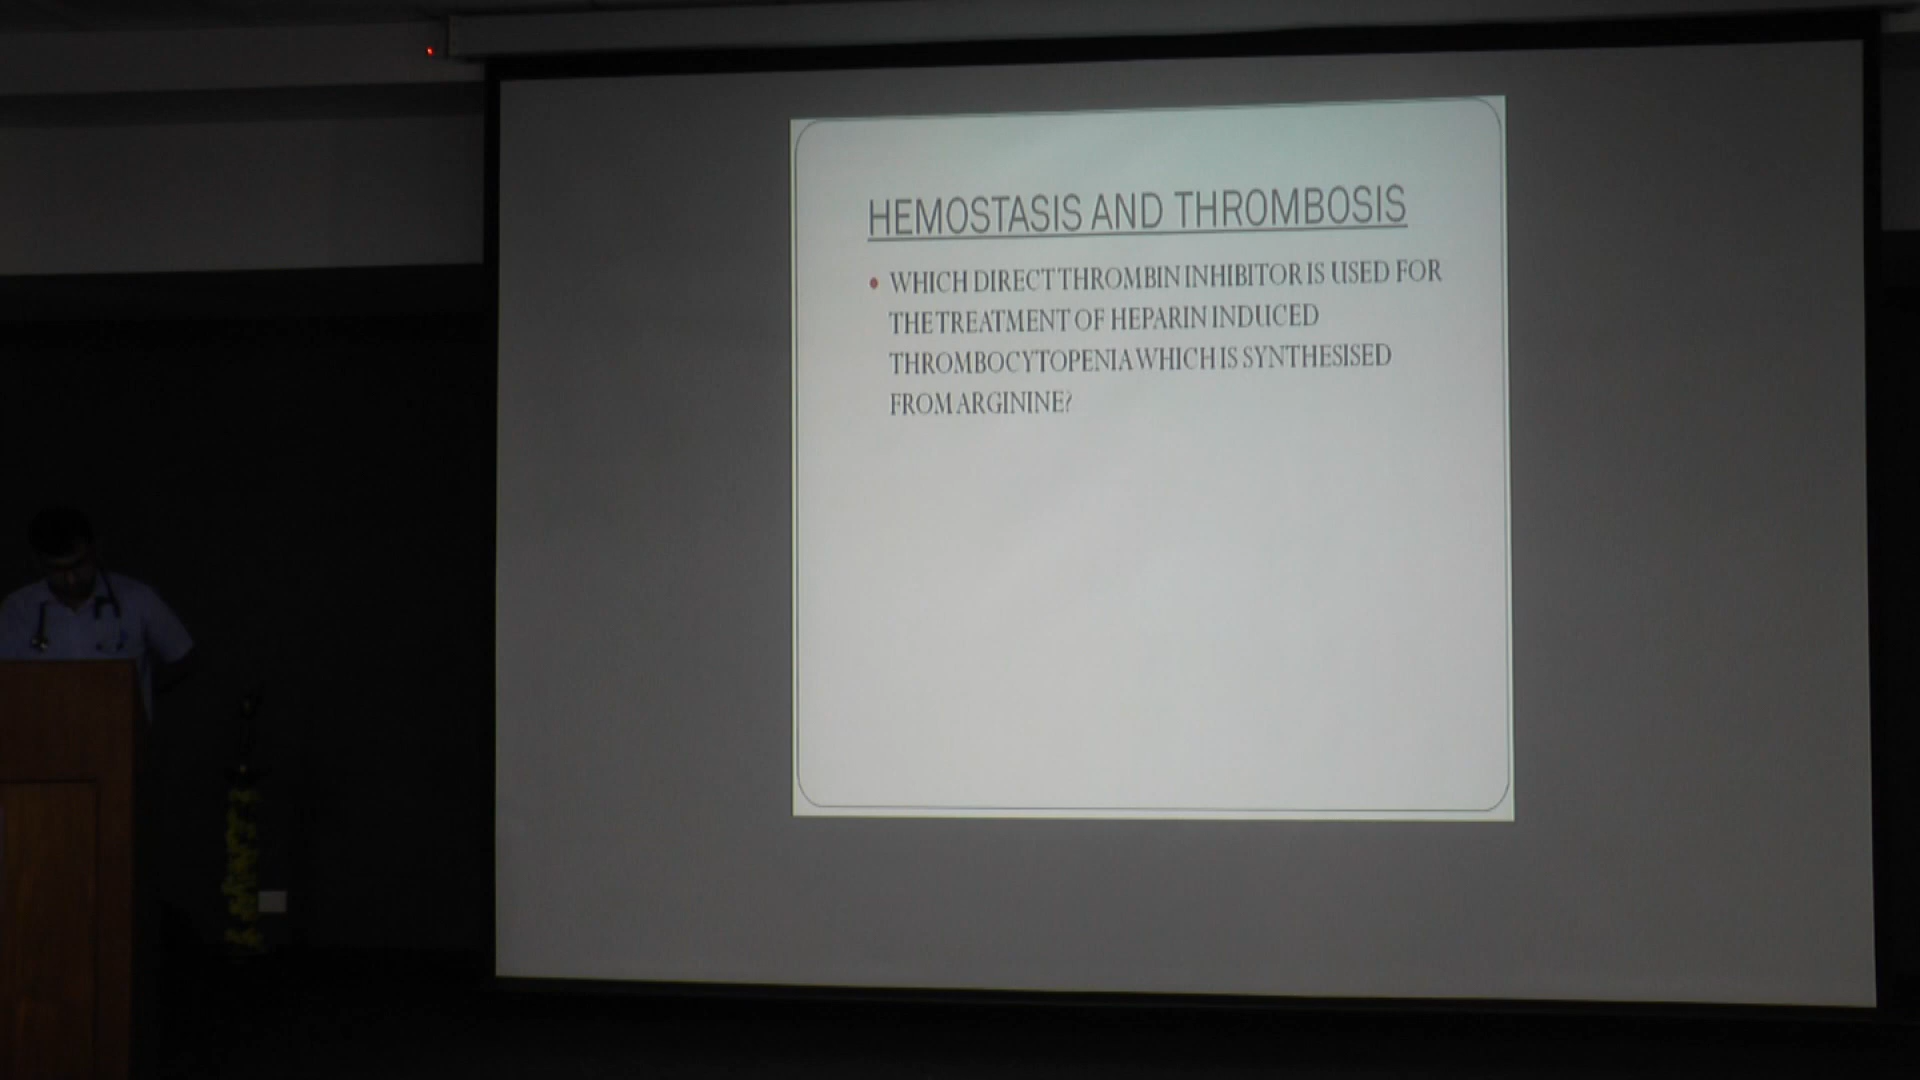 HEMOSTASIS AND THROMBOSIS
• WHICH DIRECT THROMBIN INHIBITOR IS USED FOR
THE TREATMENT OF HEPARIN INDUCED
THROMBOCYTOPENIA WHICH IS SYNTHESISED
FROM ARGININE?